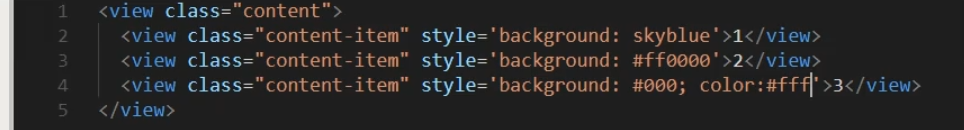 1 <view class="content">
2 <view class="content-item" style='background: skyblue'>1</view>
3 <view class="content-item" style='background: #ff0000'>2</view>
4 <view class="content-item" style='background: #000; color:#fff'>3</view>
5 </view>